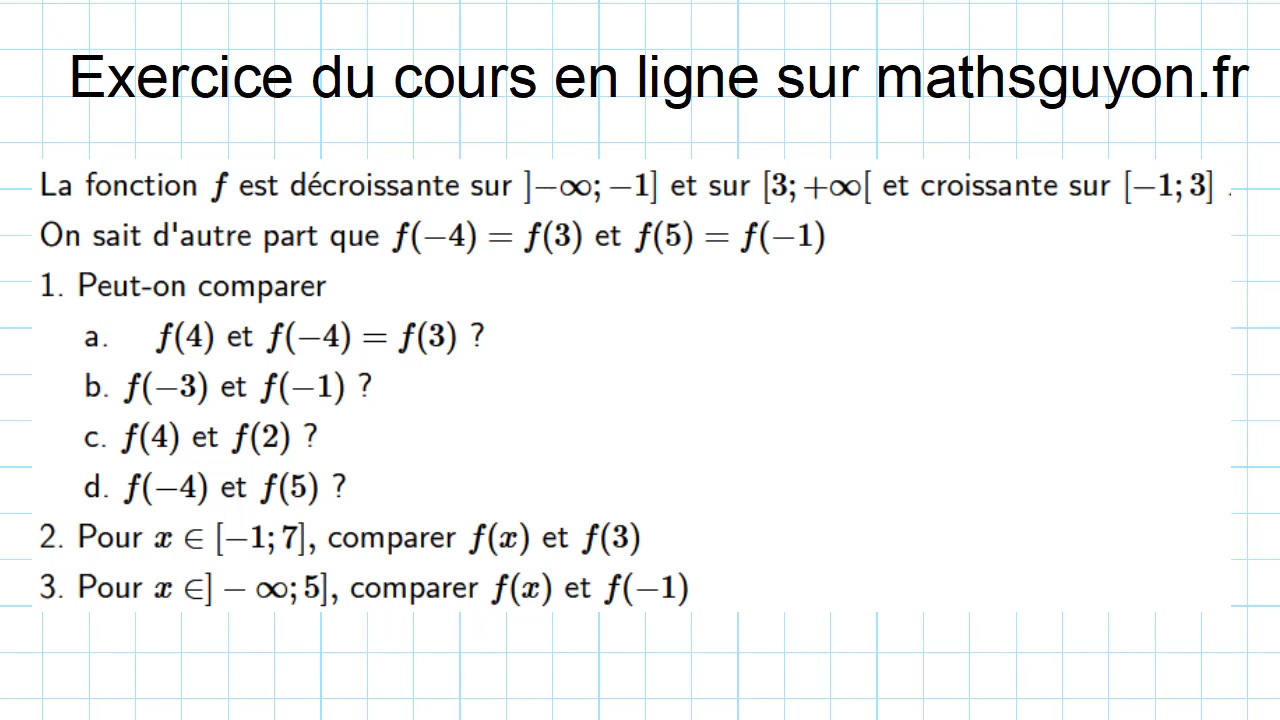 Exercice du cours en ligne sur mathsguyon.fr
La fonction f est décroissante sur ]−∞; −1] et sur [3; +∞[ et croissante sur [−1; 3] .
On sait d'autre part que f(−4) = f(3) et f(5) = f(−1)
1. Peut-on comparer
a. f(4) et f(−4) = f(3) ?
b. f(−3) et f(−1) ?
c. f(4) et f(2) ?
d. f(−4) et f(5) ?
2. Pour x ∈ [−1; 7], comparer f(x) et f(3)
3. Pour x ∈] − ∞; 5], comparer f(x) et f(−1)